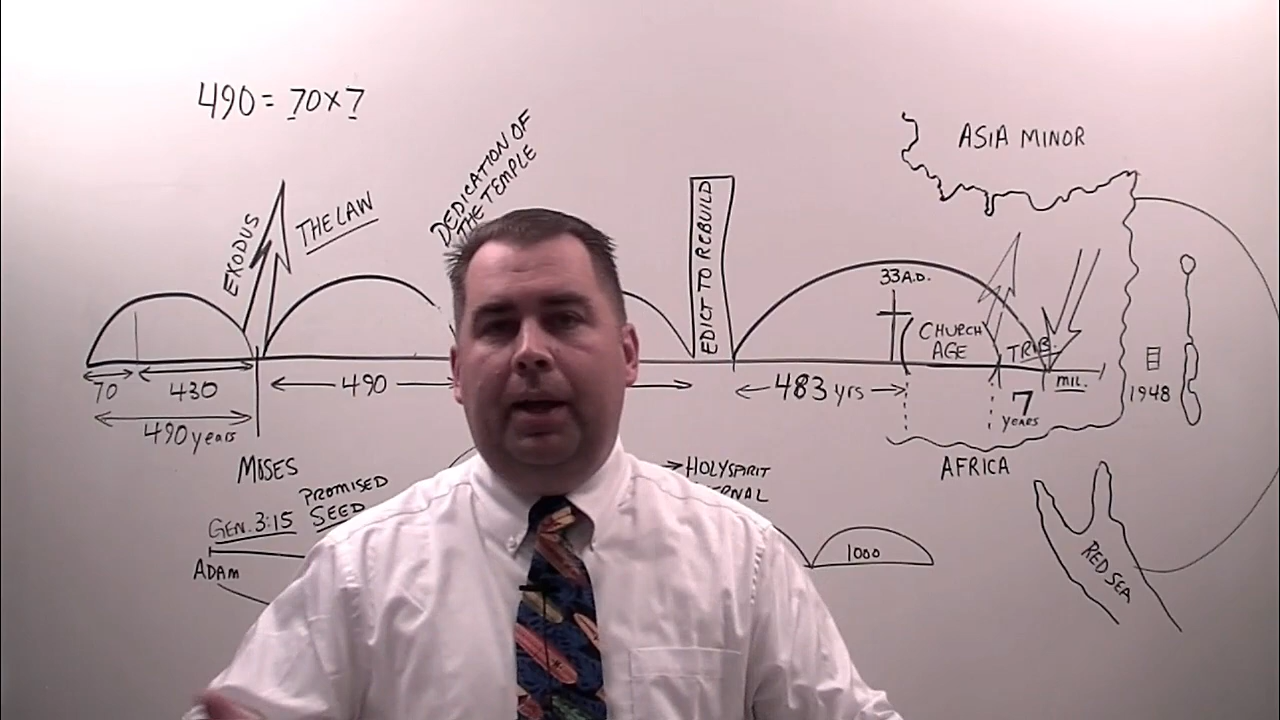 490 = 70x7
DEDICATION OF
THE TEMPLE
ASIA MINOR
EXODUS
THE LAW
EDICT TO REBUILD
33 A.D.
CHURCH
AGE
TRIB.
70
430
490
483 yrs
7
YEARS
MIL.
1948
490 years
MOSES
AFRICA
HOLY SPIRIT
PROMISED
SEED
GEN. 3:15
ADAM
1000
RED SEA